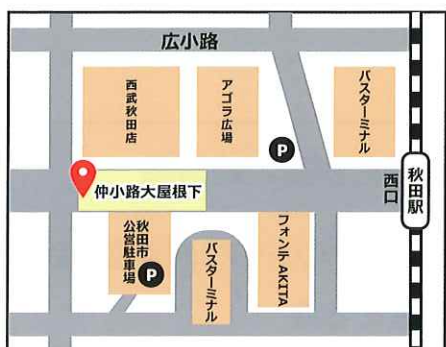 広小路
西武秋田店
アゴラ広場
バスターミナル
P
秋田駅
西口
仲小路大屋根下
秋田市
公営駐車場
P
バスターミナル
フォンテAKITA